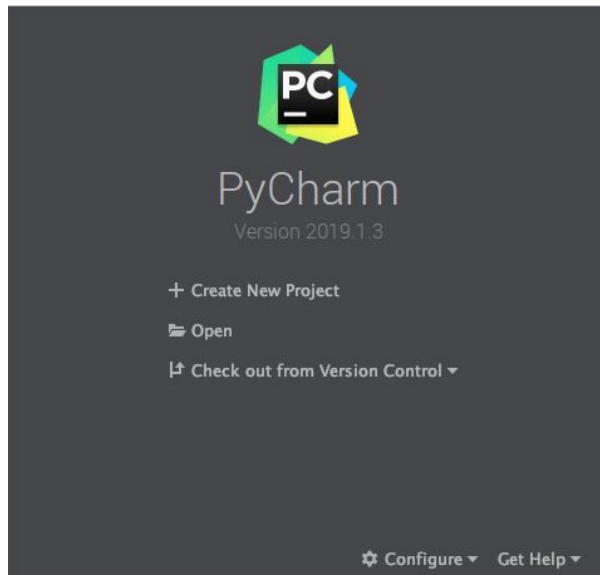 PC
PyCharm
Version 2019.1.3
Create New Project
Open
Check out from Version Control
Configure Get Help